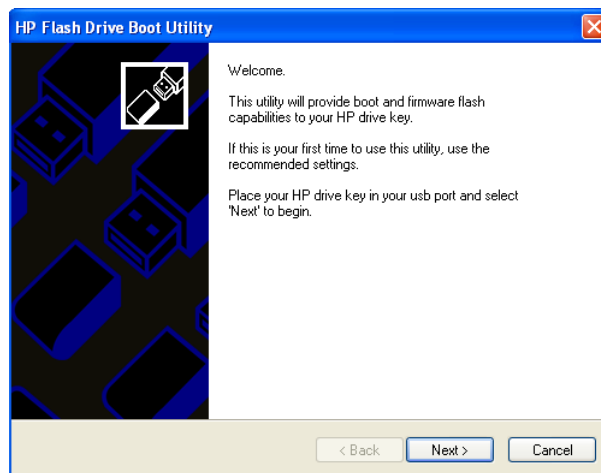 HP Flash Drive Boot Utility
Welcome.
This utility will provide boot and firmware flash
capabilities to your HP drive key.
If this is your first time to use this utility, use the
recommended settings.
Place your HP drive key in your usb port and select
'Next' to begin.
< Back Next > Cancel